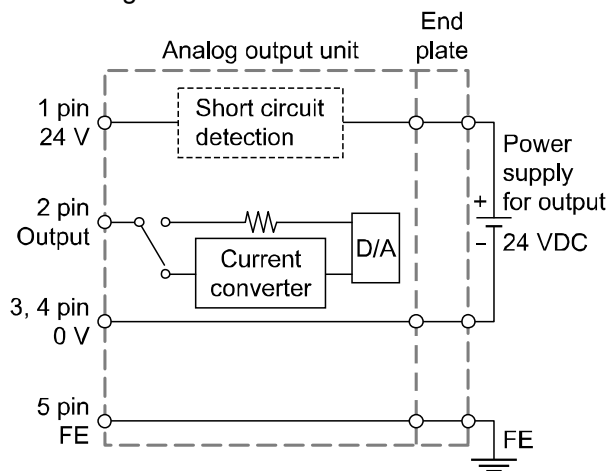 End
plate
Analog output unit
1 pin
24 V
Short circuit
detection
Power
supply
for output
+
−
24 VDC
2 pin
Output
D/A
Current
converter
3, 4 pin
0 V
5 pin
FE
FE